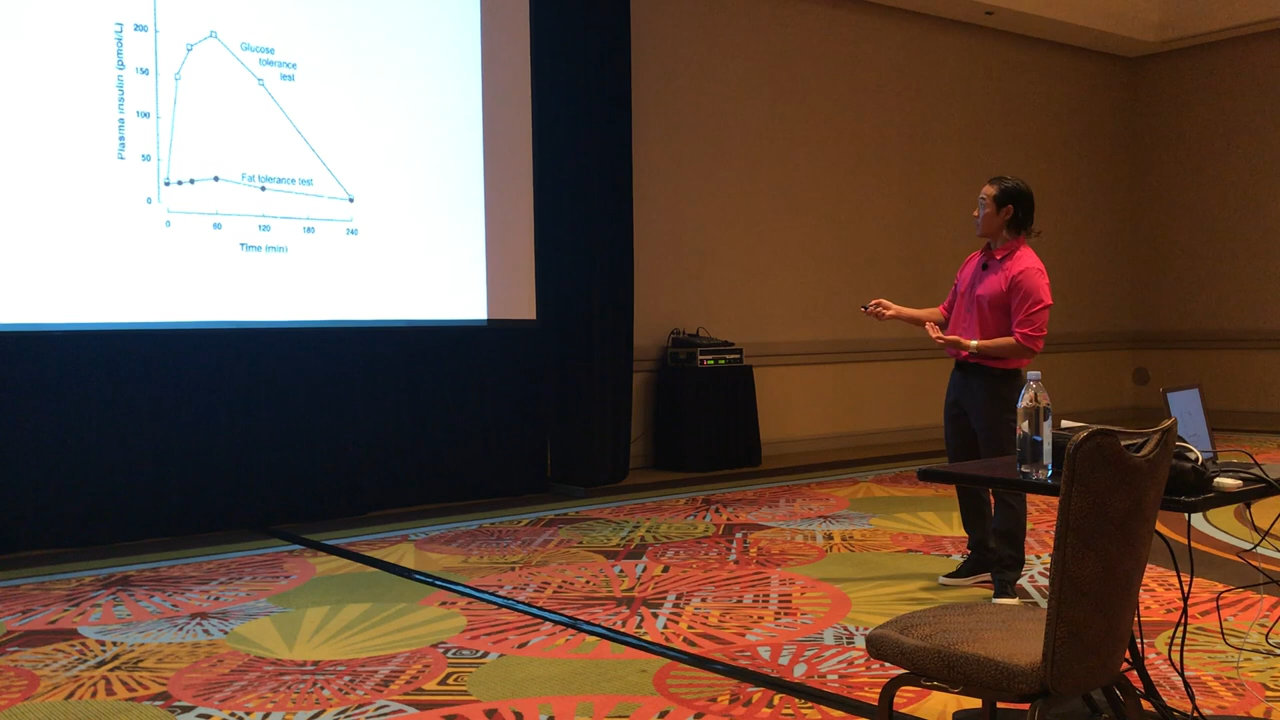 Plasma insulin (pmol/L)
200
150
100
50
0
Glucose
tolerance
test
Fat tolerance test
0 60 120 180 240
Time (min)